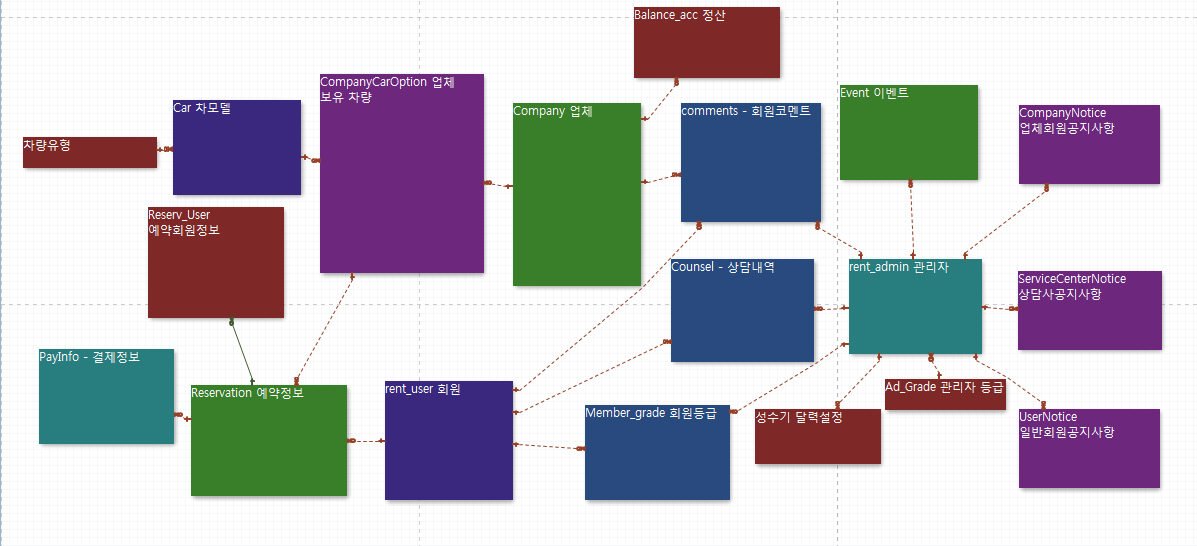 Balance_acc 정산
CompanyCarOption 업체
보유 차량
Car 차모델
Company 업체
comments - 회원코멘트
Event 이벤트
CompanyNotice
업체회원공지사항
차량유형
Reserv_User
예약회원정보
Counsel - 상담내역
rent_admin 관리자
ServiceCenterNotice
상담사공지사항
PayInfo - 결제정보
Reservation 예약정보
rent_user 회원
Member_grade 회원등급
성수기 달력설정
Ad_Grade 관리자 등급
UserNotice
일반회원공지사항